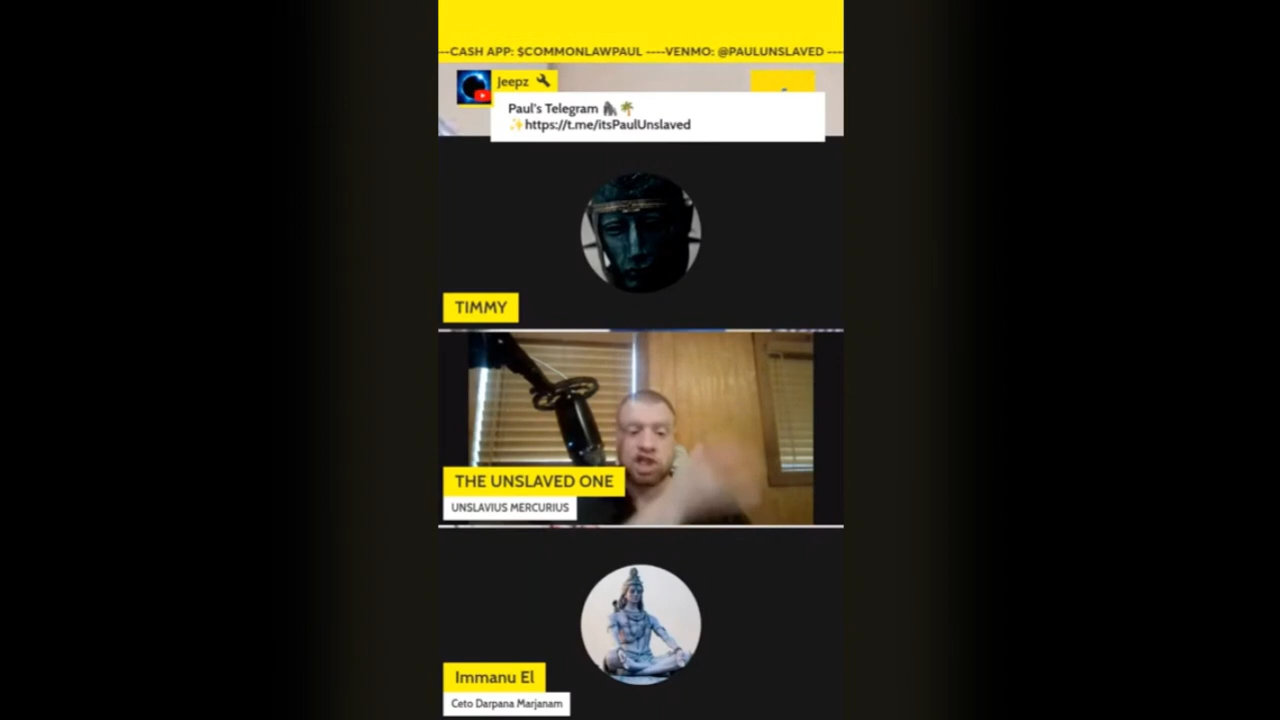 --CASH APP: $COMMONLAWPAUL ----VENMO: @PAULUNSLAVED ----
Jeepz
Paul's Telegram
https://t.me/itsPaulUnslaved
TIMMY
THE UNSLAVED ONE
UNSLAVIUS MERCURIUS
Immanu El
Ceto Darpana Marjanam